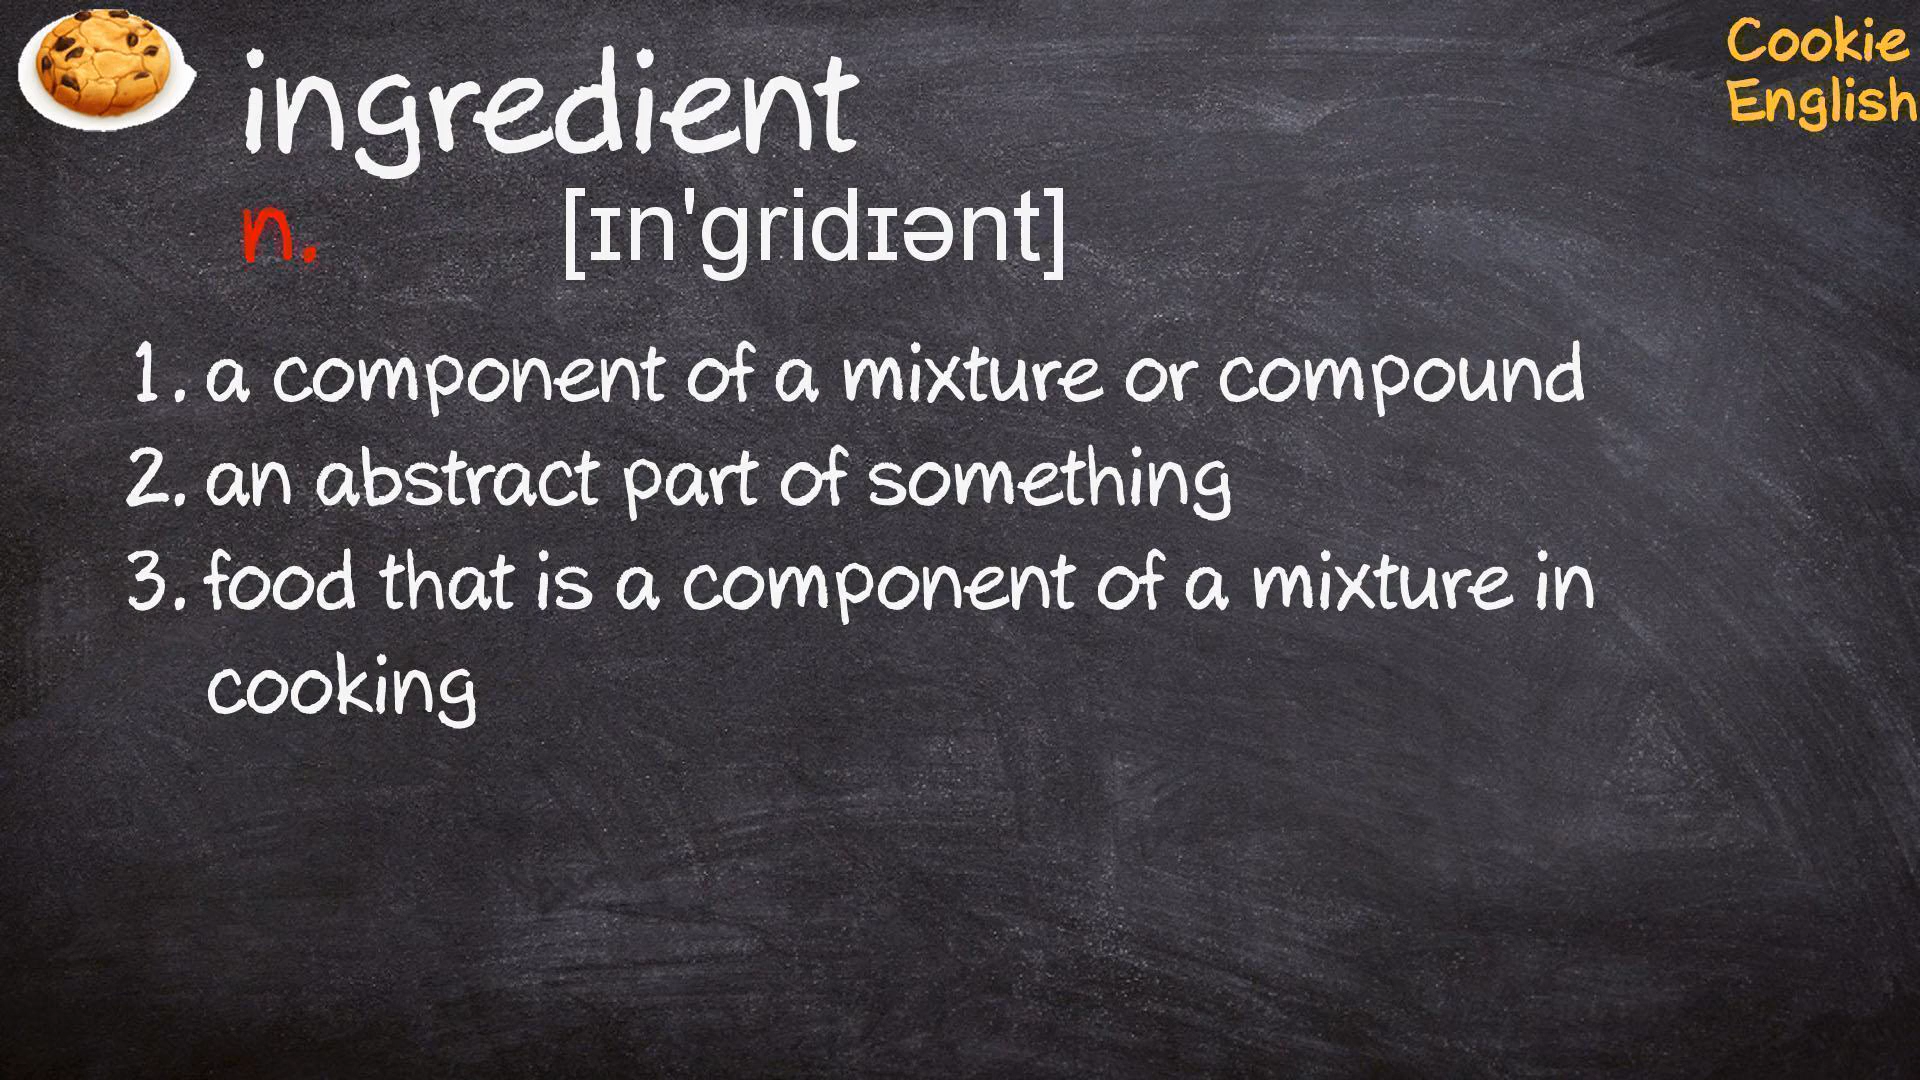 ingredient
Cookie
English
n. [ɪn'gridɪənt]
1. a component of a mixture or compound
2. an abstract part of something
3. food that is a component of a mixture in
cooking